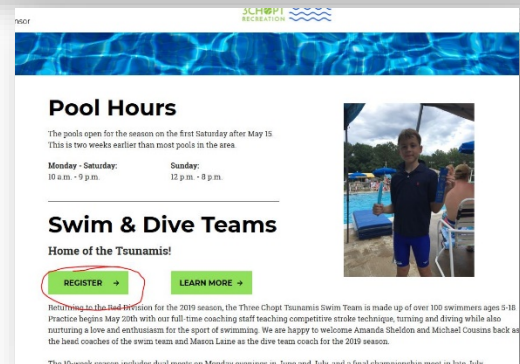 nsor
3CHOPT
RECREATION
Pool Hours
The pools open for the season on the first Saturday after May 15.
This is two weeks earlier than most pools in the area.
Monday - Saturday:
Sunday:
10 a.m. - 9 p.m.
12 p.m. - 8 p.m.
Swim & Dive Teams
Home of the Tsunamis!
REGISTER →
LEARN MORE →
Returning to the Red Division for the 2019 season, the Three Chopt Tsunamis Swim Team is made up of over 100 swimmers ages 5-18
Practice begins May 20th with our full-time coaching staff teaching competitive stroke technique, turning and diving while also
nurturing a love and enthusiasm for the sport of swimming. We are happy to welcome Amanda Sheldon and Michael Cousins back as
the head coaches of the swim team and Mason Laine as the dive team coach for the 2019 season.
The 10-week season includes dual meets on Monday evenings in June and July, and a final championship meet in late July.